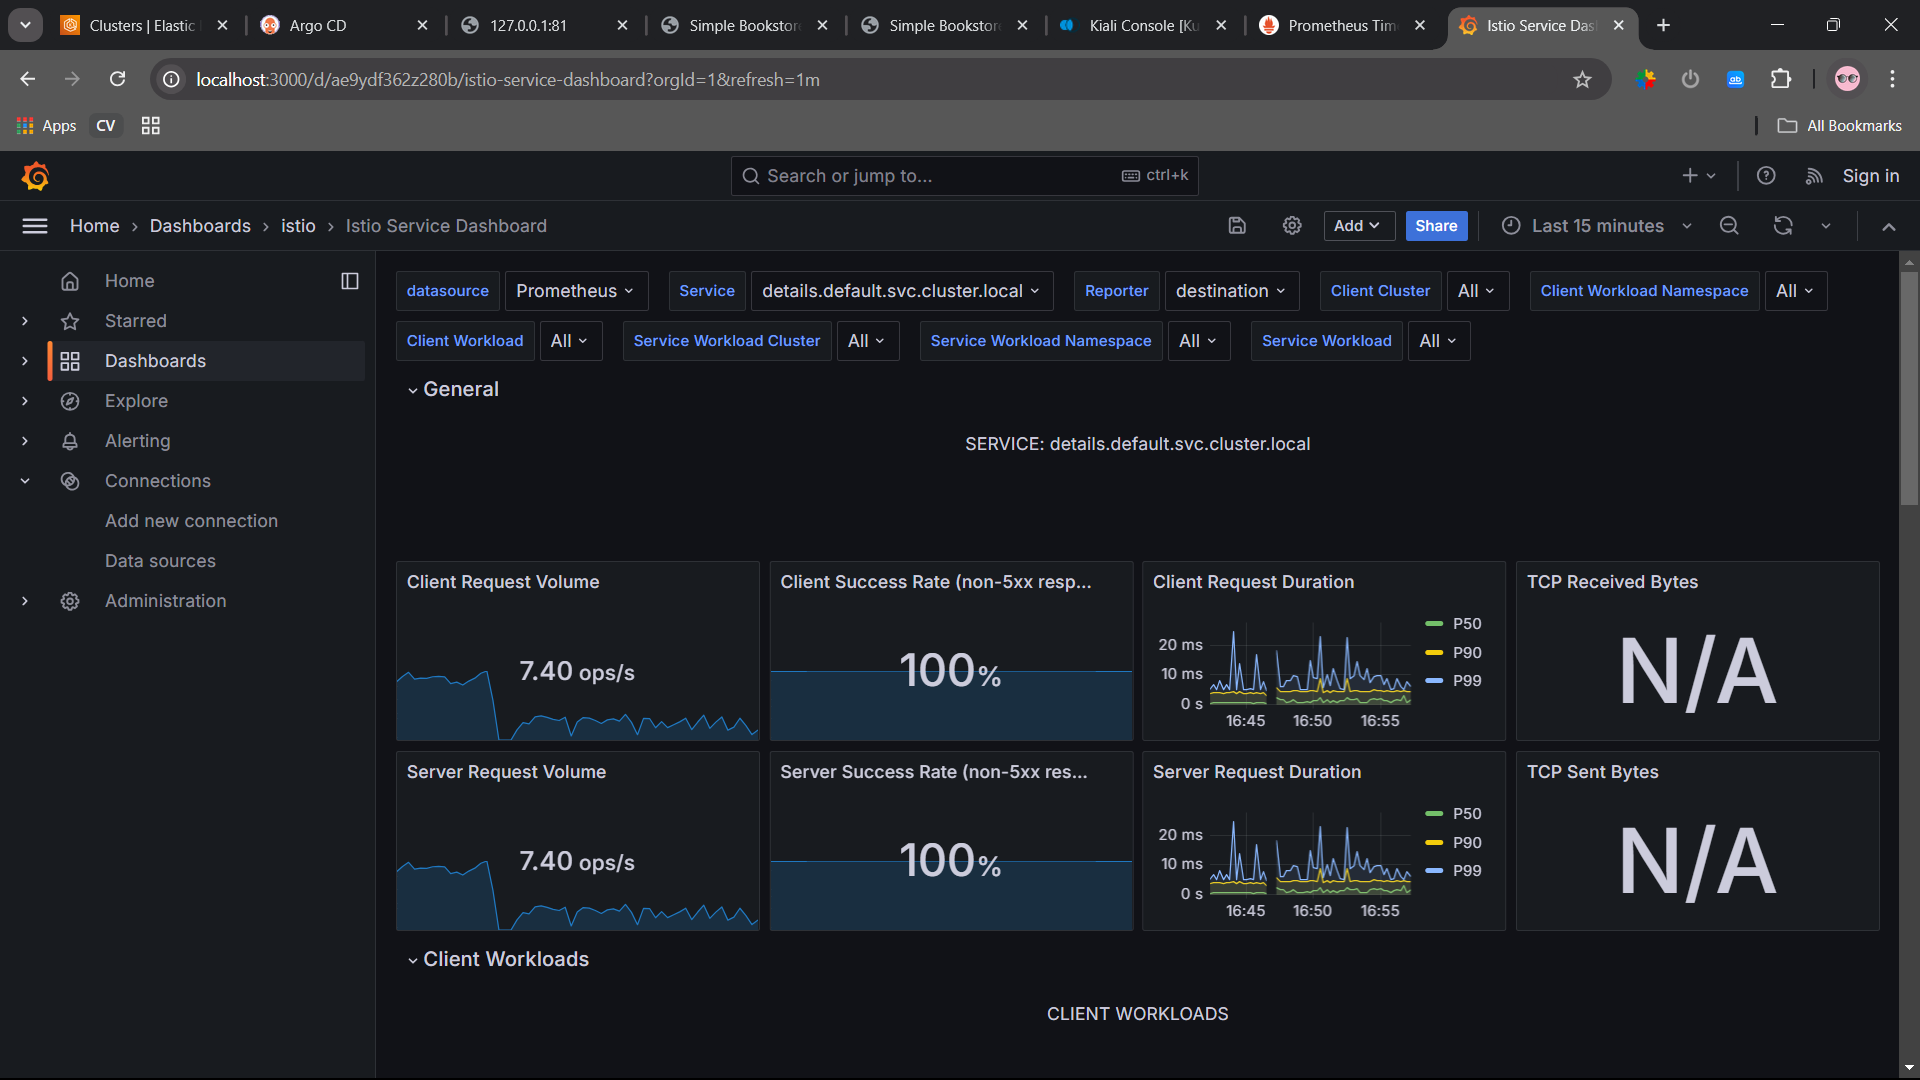 Clusters | Elastic
Argo CD
127.0.0.1:81
Simple Bookstor
Simple Bookstor
Kiali Console [Ku
Prometheus Tim
Istio Service Das
localhost:3000/d/ae9ydf362z280b/istio-service-dashboard?orgId=1&refresh=1m
Apps
CV
All Bookmarks
Search or jump to...
ctrl+k
Sign in
Home › Dashboards › istio › Istio Service Dashboard
Add
Share
Last 15 minutes
Home
Starred
Dashboards
Explore
Alerting
Connections
Add new connection
Data sources
Administration
datasource Prometheus Service details.default.svc.cluster.local Reporter destination Client Cluster All Client Workload Namespace All
Client Workload All Service Workload Cluster All Service Workload Namespace All Service Workload All
General
SERVICE: details.default.svc.cluster.local
Client Request Volume
7.40 ops/s
Client Success Rate (non-5xx resp...
100%
Client Request Duration
20 ms
10 ms
0 s
16:45 16:50 16:55
P50
P90
P99
TCP Received Bytes
N/A
Server Request Volume
7.40 ops/s
Server Success Rate (non-5xx res...
100%
Server Request Duration
20 ms
10 ms
0 s
16:45 16:50 16:55
P50
P90
P99
TCP Sent Bytes
N/A
Client Workloads
CLIENT WORKLOADS